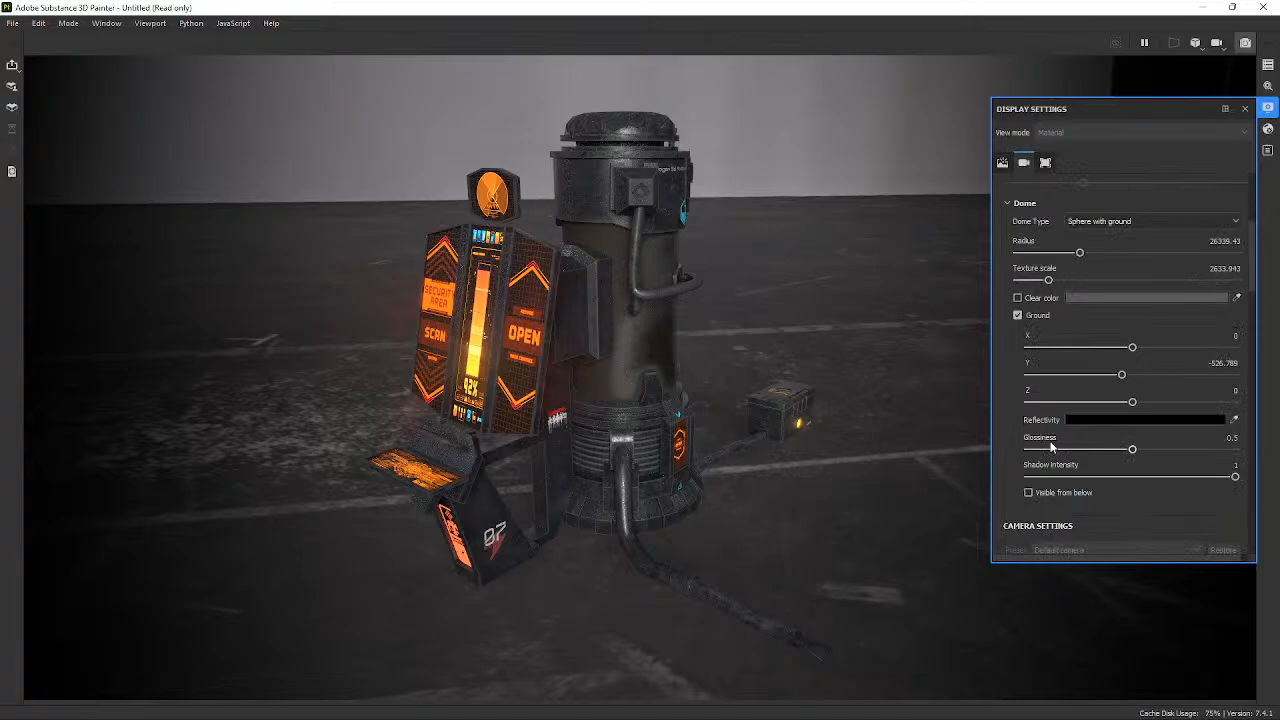 Adobe Substance 3D Painter - Untitled (Read only)
File Edit Mode Window Viewport Python JavaScript Help
DISPLAY SETTINGS
View mode Material
Dome
Dome Type Sphere with ground
Radius 26339.43
Texture scale 2633.943
Clear color
Ground
X 0
Y -526.789
Z 0
Reflectivity
Glossiness 0.5
Shadow Intensity 1
Visible from below
CAMERA SETTINGS
Preset Default camera Restore
SECURITY
AREA
SCAN
OPEN
92%
07
Cache Disk Usage: 75% | Version: 7.4.1